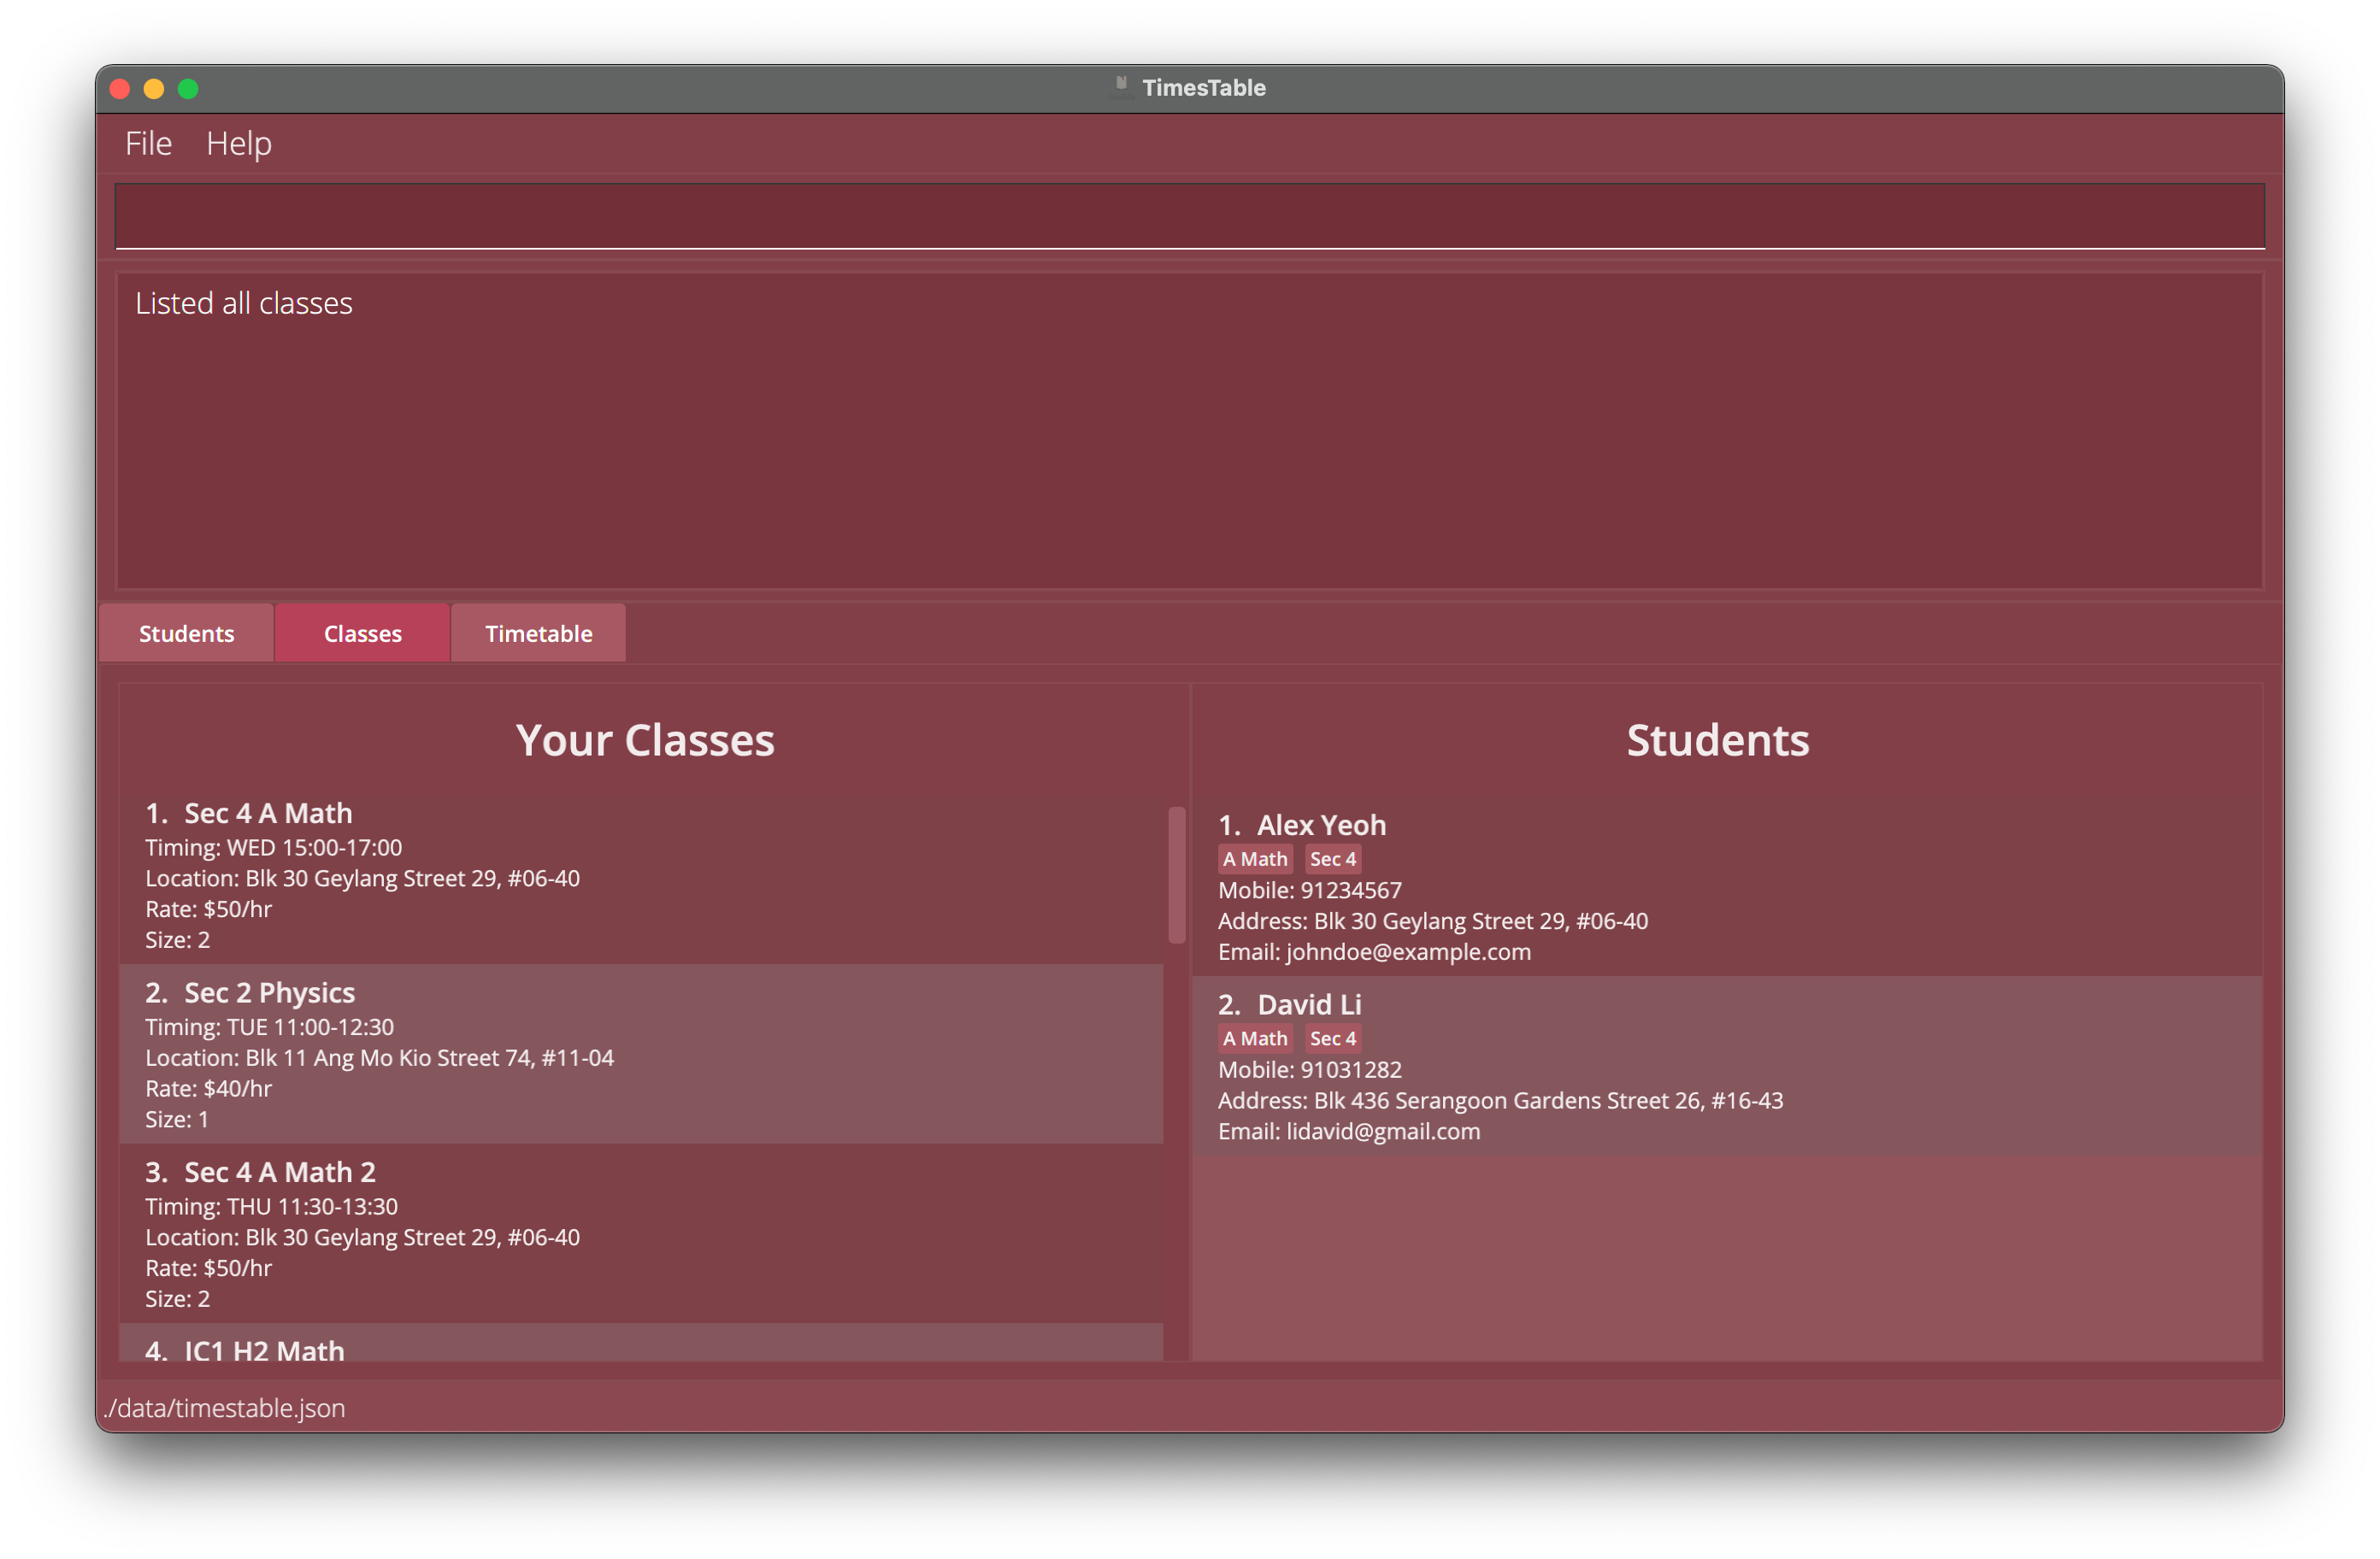 TimesTable
File Help
Listed all classes
Students Classes Timetable
Your Classes
1. Sec 4 A Math
Timing: WED 15:00-17:00
Location: Blk 30 Geylang Street 29, #06-40
Rate: $50/hr
Size: 2
2. Sec 2 Physics
Timing: TUE 11:00-12:30
Location: Blk 11 Ang Mo Kio Street 74, #11-04
Rate: $40/hr
Size: 1
3. Sec 4 A Math 2
Timing: THU 11:30-13:30
Location: Blk 30 Geylang Street 29, #06-40
Rate: $50/hr
Size: 2
4. JC1 H2 Math
Students
1. Alex Yeoh
A Math Sec 4
Mobile: 91234567
Address: Blk 30 Geylang Street 29, #06-40
Email: johndoe@example.com
2. David Li
A Math Sec 4
Mobile: 91031282
Address: Blk 436 Serangoon Gardens Street 26, #16-43
Email: lidavid@gmail.com
./data/timestable.json